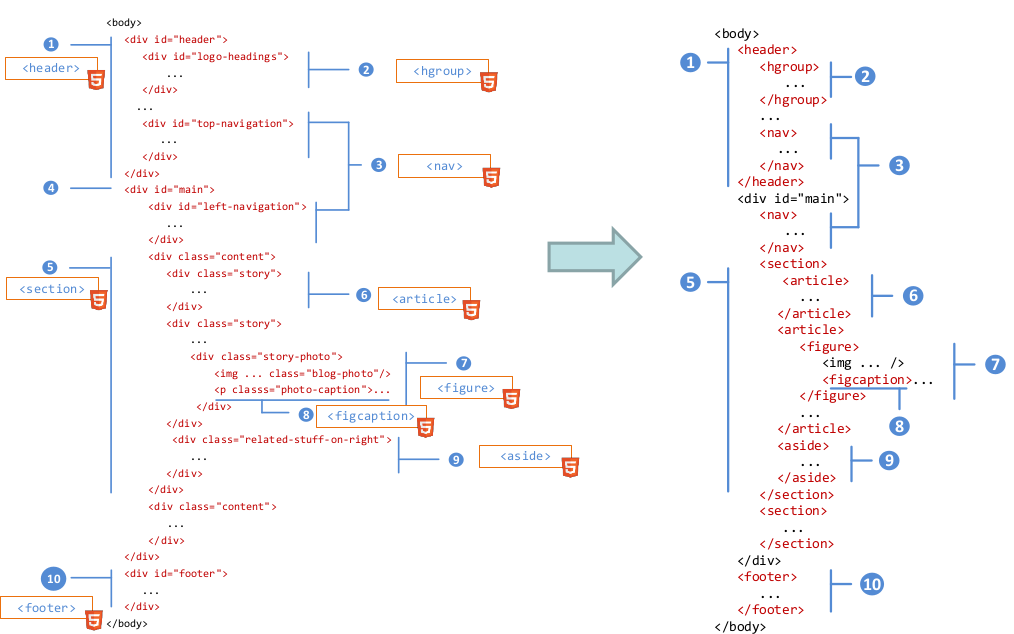 <body>
1
<div id="header">
<header>
5
<div id="logo-headings">
...
2
<hgroup>
5
</div>
...
<div id="top-navigation">
...
3
<nav>
5
</div>
</div>
4
<div id="main">
<div id="left-navigation">
...
</div>
<div class="content">
5
<section>
5
<div class="story">
...
6
<article>
5
</div>
<div class="story">
...
<div class="story-photo">
7
<img ... class="blog-photo"/>
<figure>
5
<p classs="photo-caption">...
</div>
8
<figcaption>
5
</div>
<div class="related-stuff-on-right">
...
9
<aside>
5
</div>
</div>
<div class="content">
...
</div>
</div>
10
<div id="footer">
...
<footer>
5
</div>
</body>
<body>
<header>
1
<hgroup>
...
2
</hgroup>
...
<nav>
...
3
</nav>
</header>
<div id="main">
<nav>
...
</nav>
<section>
5
<article>
...
6
</article>
<article>
<figure>
<img ... />
7
<figcaption>...
</figure>
...
8
</article>
<aside>
...
9
</aside>
</section>
<section>
...
</section>
</div>
<footer>
...
10
</footer>
</body>